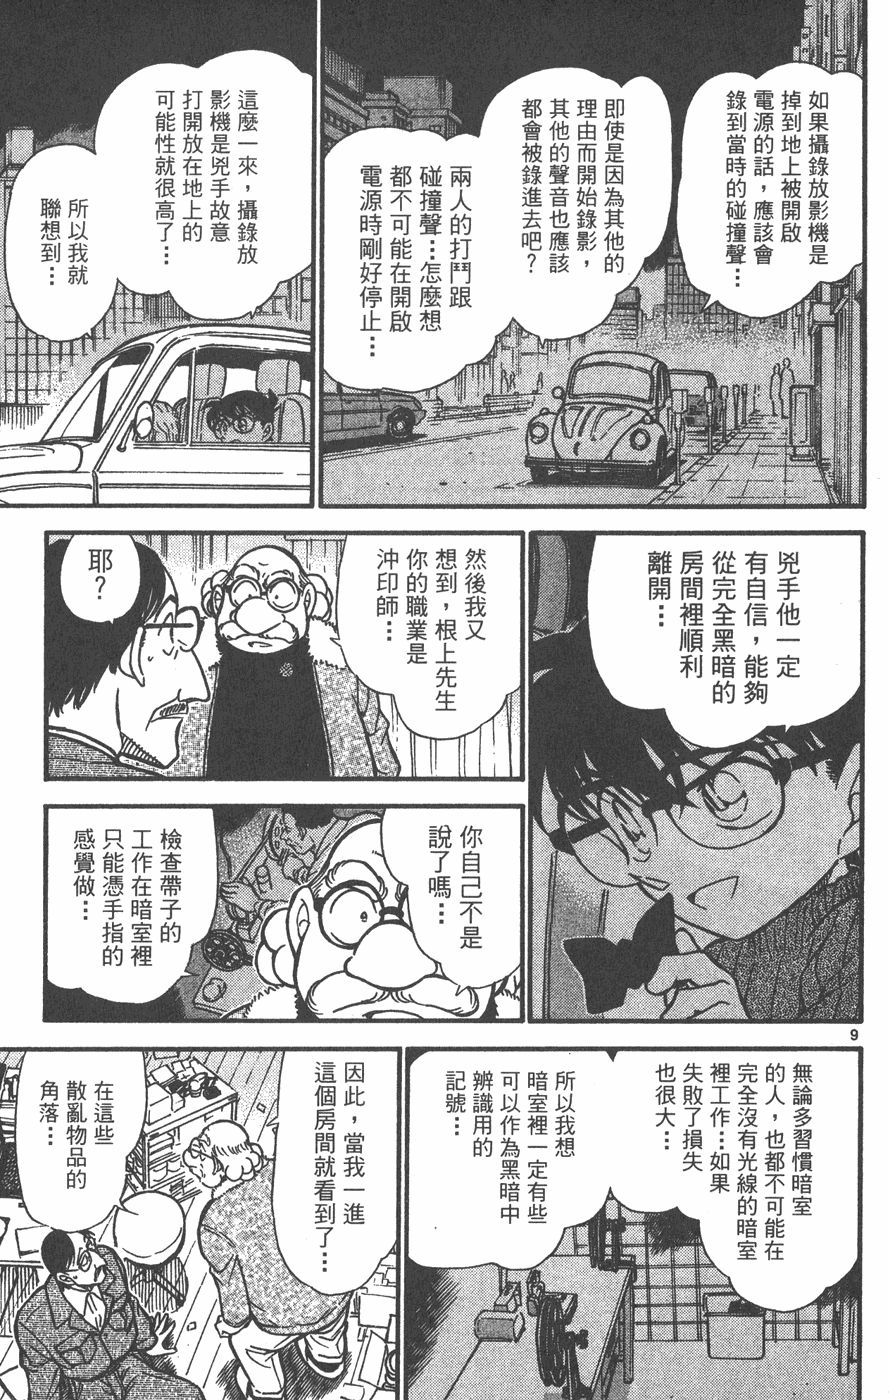 如果攝錄放影機是
掉到地上被開啟
電源的話，應該會
錄到當時的碰撞聲…
即使是因為其他的
理由而開始錄影，
其他的聲音也應該
都會被錄進去吧？
兩人的打鬥跟
碰撞聲…怎麼想
都不可能在開啟
電源時剛好停止…
這麼一來，攝錄放
影機是兇手故意
打開放在地上的
可能性就很高了…
所以我就
聯想到…
兇手他一定
有自信，能夠
從完全黑暗的
房間裡順利
離開…
然後我又
想到，根上先生
你的職業是
沖印師…
耶？
你自己不是
說了嗎…
檢查帶子的
工作在暗室裡
只能憑手指的
感覺做…
9
無論多習慣暗室
的人，也都不可能在
完全沒有光線的暗室
裡工作…如果
失敗了損失
也很大…
所以我想
暗室裡一定有些
可以作為黑暗中
辨識用的
記號…
因此，當我一進
這個房間就看到了…
在這些
散亂物品的
角落…